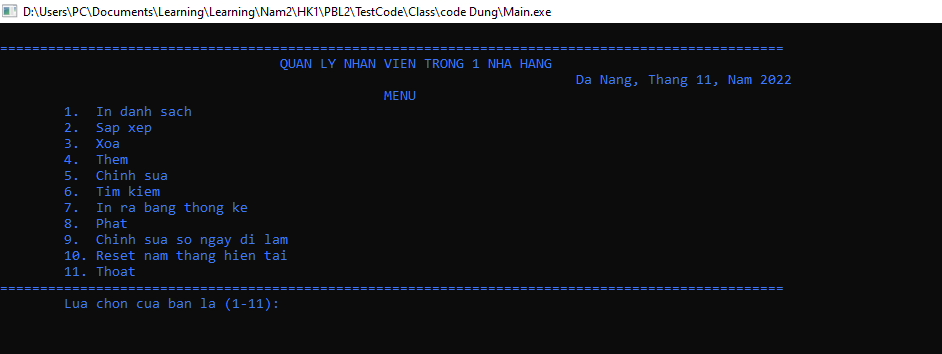 D:\Users\PC\Documents\Learning\Learning\Nam2\HK1\PBL2\TestCode\Class\code Dung\Main.exe
==================================================================================================
QUAN LY NHAN VIEN TRONG 1 NHA HANG
Da Nang, Thang 11, Nam 2022
MENU
1. In danh sach
2. Sap xep
3. Xoa
4. Them
5. Chinh sua
6. Tim kiem
7. In ra bang thong ke
8. Phat
9. Chinh sua so ngay di lam
10. Reset nam thang hien tai
11. Thoat
==================================================================================================
Lua chon cua ban la (1-11):